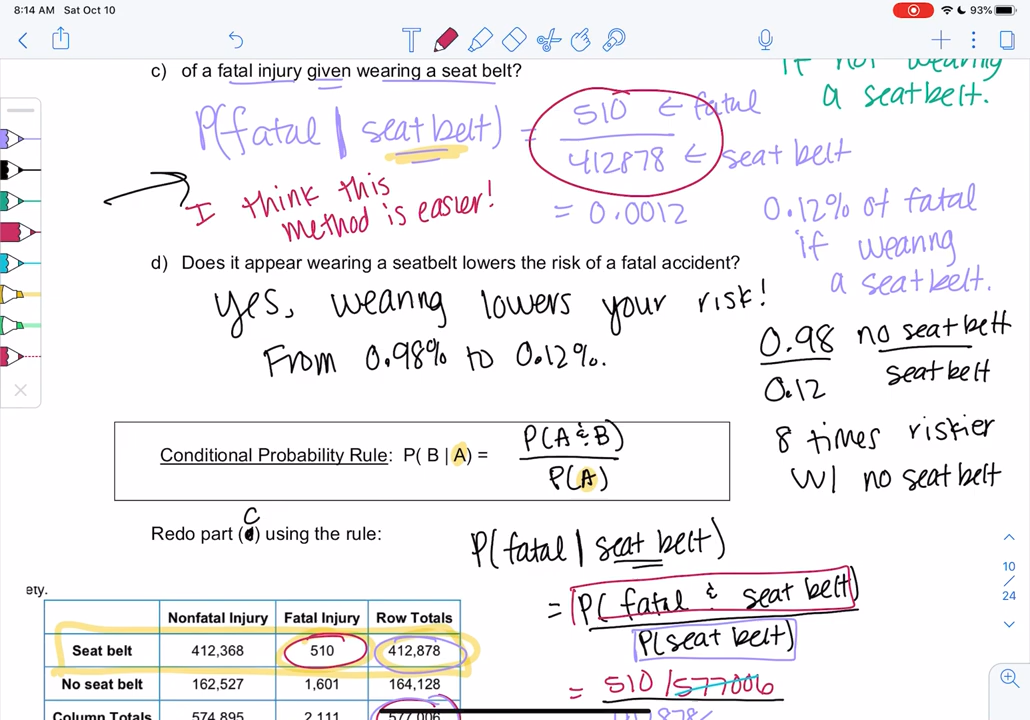 8:14 AM Sat Oct 10
93%
T
if not wearing
a seatbelt.
c) of a fatal injury given wearing a seat belt?
P(fatal | seat belt) = 510 ← fatal
412878 ← seat belt
= 0.0012
I think this
method is easier!
0.12% of fatal
if wearing
a seatbelt.
d) Does it appear wearing a seatbelt lowers the risk of a fatal accident?
Yes, wearing lowers your risk!
From 0.98% to 0.12%.
0.98 no seatbelt
0.12 seatbelt
8 times riskier
w/ no seatbelt
Conditional Probability Rule: P( B | A) = P(A & B)
P(A)
c
Redo part (d) using the rule:
P(fatal | seat belt)
= P( fatal & seat belt)
P(seat belt)
= 510 / 577006
ety.
Nonfatal Injury Fatal Injury Row Totals
Seat belt 412,368 510 412,878
No seat belt 162,527 1,601 164,128
Column Totals 574,895 2,111 577,006
10
24